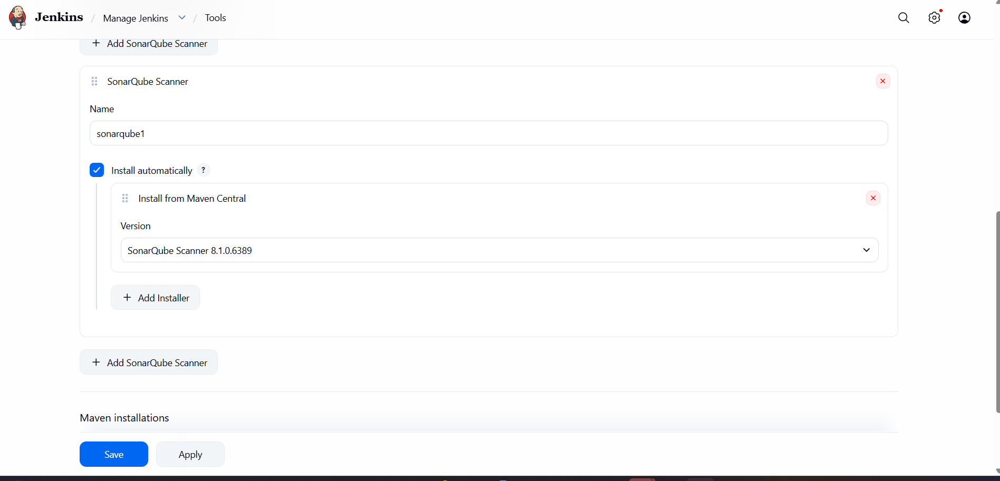 Jenkins / Manage Jenkins / Tools
+ Add SonarQube Scanner
SonarQube Scanner
Name
sonarqube1
Install automatically ?
Install from Maven Central
Version
SonarQube Scanner 8.1.0.6389
+ Add Installer
+ Add SonarQube Scanner
Maven installations
Save Apply